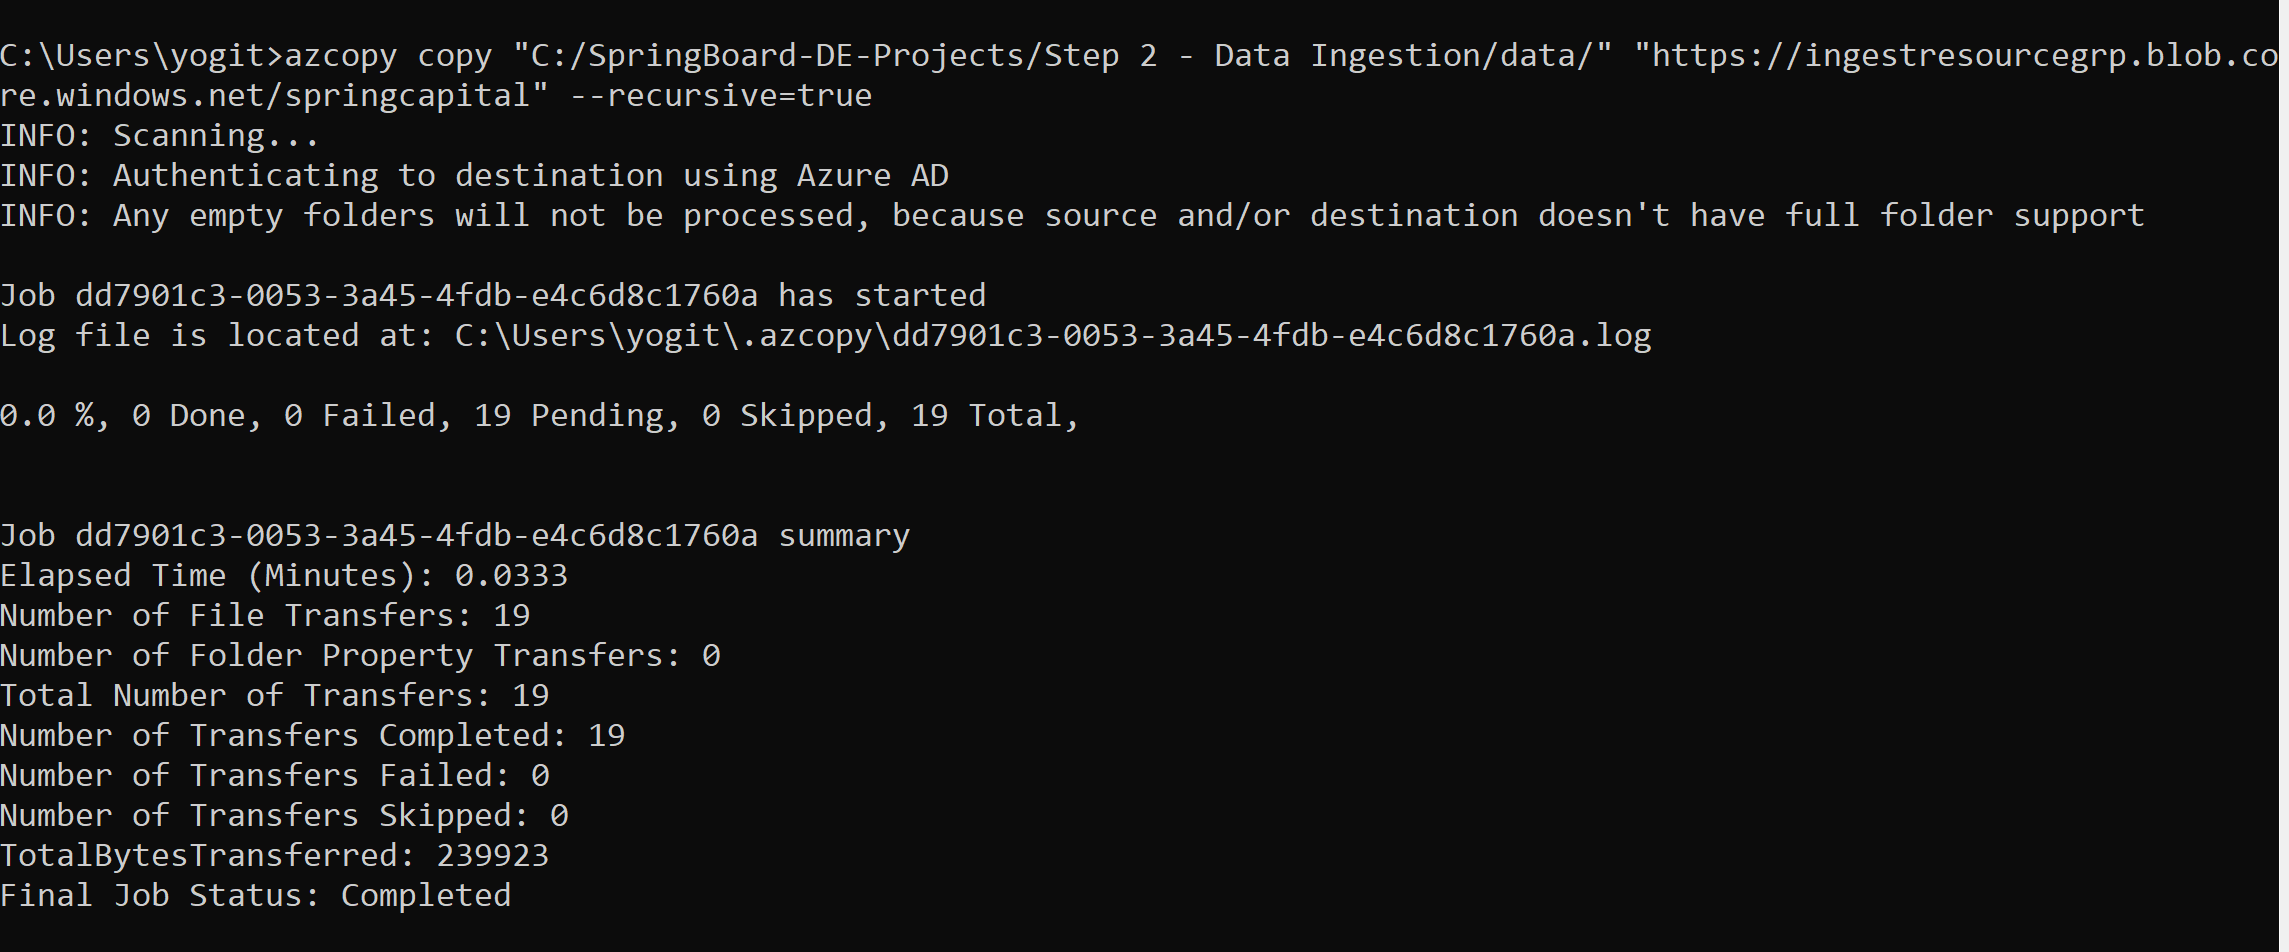 C:\Users\yogit>azcopy copy "C:/SpringBoard-DE-Projects/Step 2 - Data Ingestion/data/" "https://ingestresourcegrp.blob.co
re.windows.net/springcapital" --recursive=true
INFO: Scanning...
INFO: Authenticating to destination using Azure AD
INFO: Any empty folders will not be processed, because source and/or destination doesn't have full folder support
Job dd7901c3-0053-3a45-4fdb-e4c6d8c1760a has started
Log file is located at: C:\Users\yogit\.azcopy\dd7901c3-0053-3a45-4fdb-e4c6d8c1760a.log
0.0 %, 0 Done, 0 Failed, 19 Pending, 0 Skipped, 19 Total,
Job dd7901c3-0053-3a45-4fdb-e4c6d8c1760a summary
Elapsed Time (Minutes): 0.0333
Number of File Transfers: 19
Number of Folder Property Transfers: 0
Total Number of Transfers: 19
Number of Transfers Completed: 19
Number of Transfers Failed: 0
Number of Transfers Skipped: 0
TotalBytesTransferred: 239923
Final Job Status: Completed